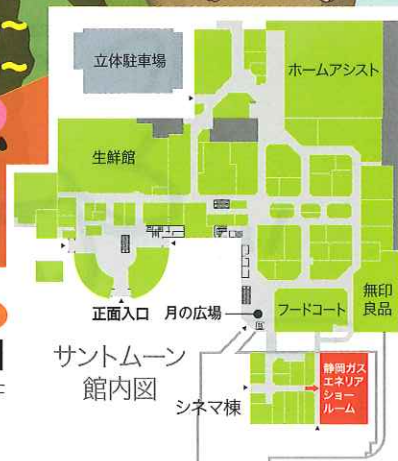 立体駐車場
ホームアシスト
生鮮館
正面入口
月の広場
フードコート
無印
良品
サントムーン
館内図
シネマ棟
静岡ガス
エネリア
ショー
ルーム